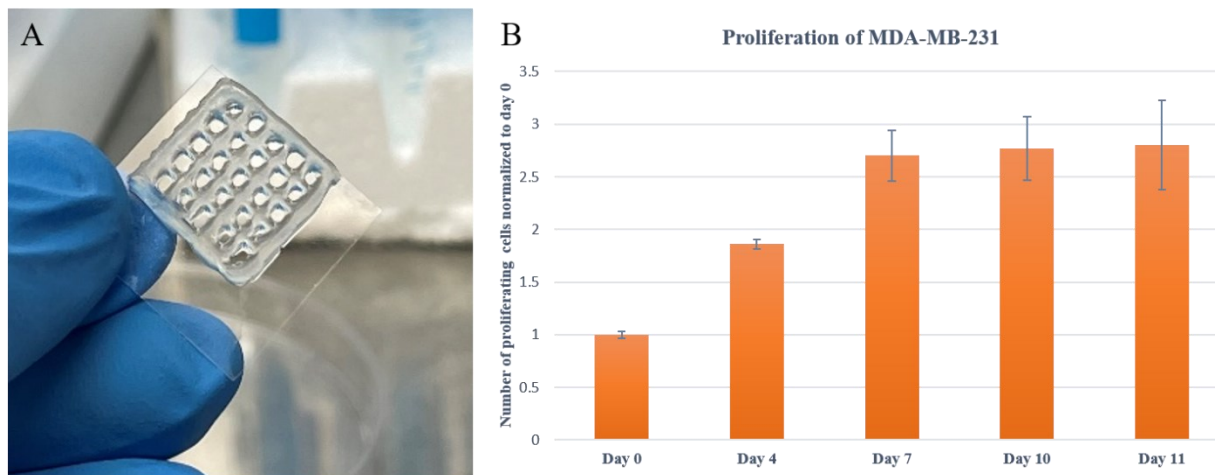 A
B
Proliferation of MDA-MB-231
Number of proliferating cells normalized to day 0
3.5
3
2.5
2
1.5
1
0.5
0
Day 0 Day 4 Day 7 Day 10 Day 11